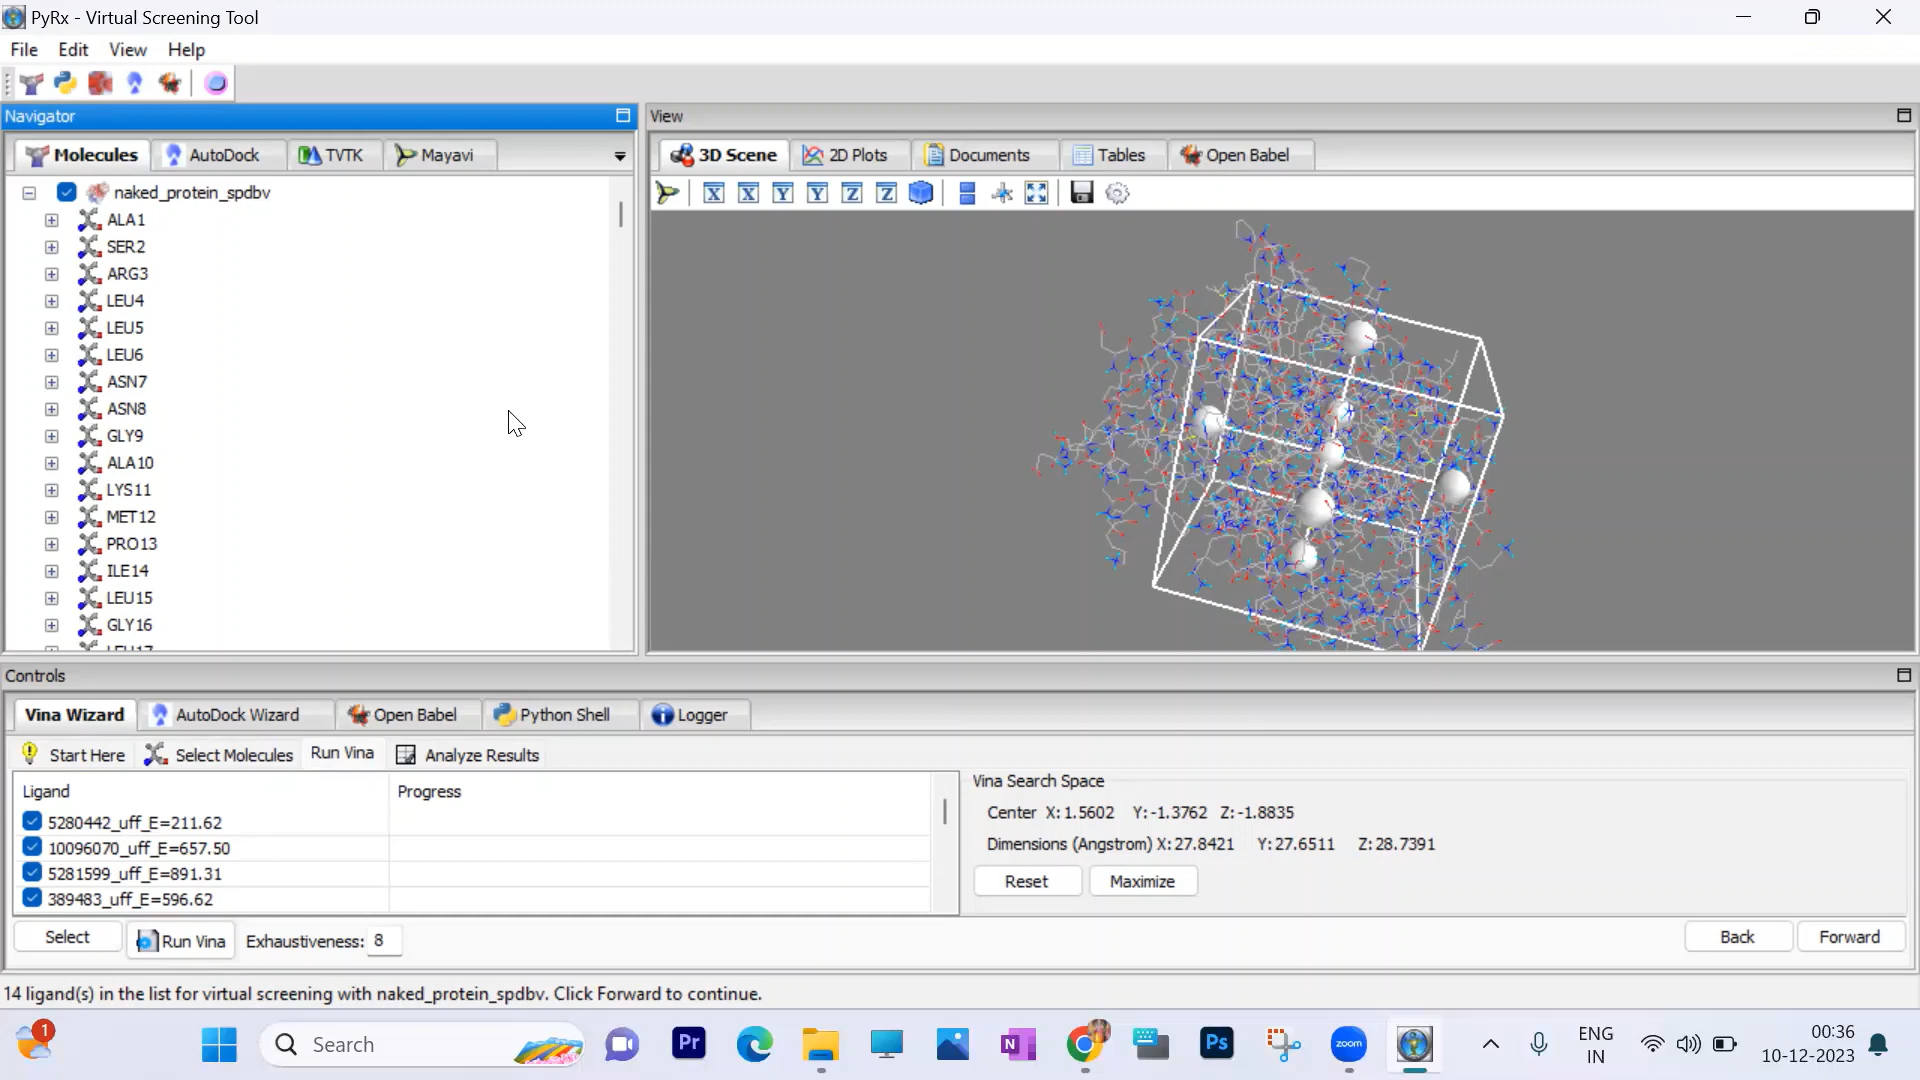 PyRx - Virtual Screening Tool
File Edit View Help
Navigator
Molecules AutoDock TVTK Mayavi
naked_protein_spdbv
ALA1
SER2
ARG3
LEU4
LEU5
LEU6
ASN7
ASN8
GLY9
ALA10
LYS11
MET12
PRO13
ILE14
LEU15
GLY16
LEU17
View
3D Scene 2D Plots Documents Tables Open Babel
X X Y Y Z Z
Controls
Vina Wizard AutoDock Wizard Open Babel Python Shell Logger
Start Here Select Molecules Run Vina Analyze Results
Ligand Progress
5280442_uff_E=211.62
10096070_uff_E=657.50
5281599_uff_E=891.31
389483_uff_E=596.62
Vina Search Space
Center X:1.5602 Y:-1.3762 Z:-1.8835
Dimensions (Angstrom) X:27.8421 Y:27.6511 Z:28.7391
Reset Maximize
Select Run Vina Exhaustiveness: 8
Back Forward
14 ligand(s) in the list for virtual screening with naked_protein_spdbv. Click Forward to continue.
1
Search
Pr
N
Ps
zoom
ENG
IN
00:36
10-12-2023